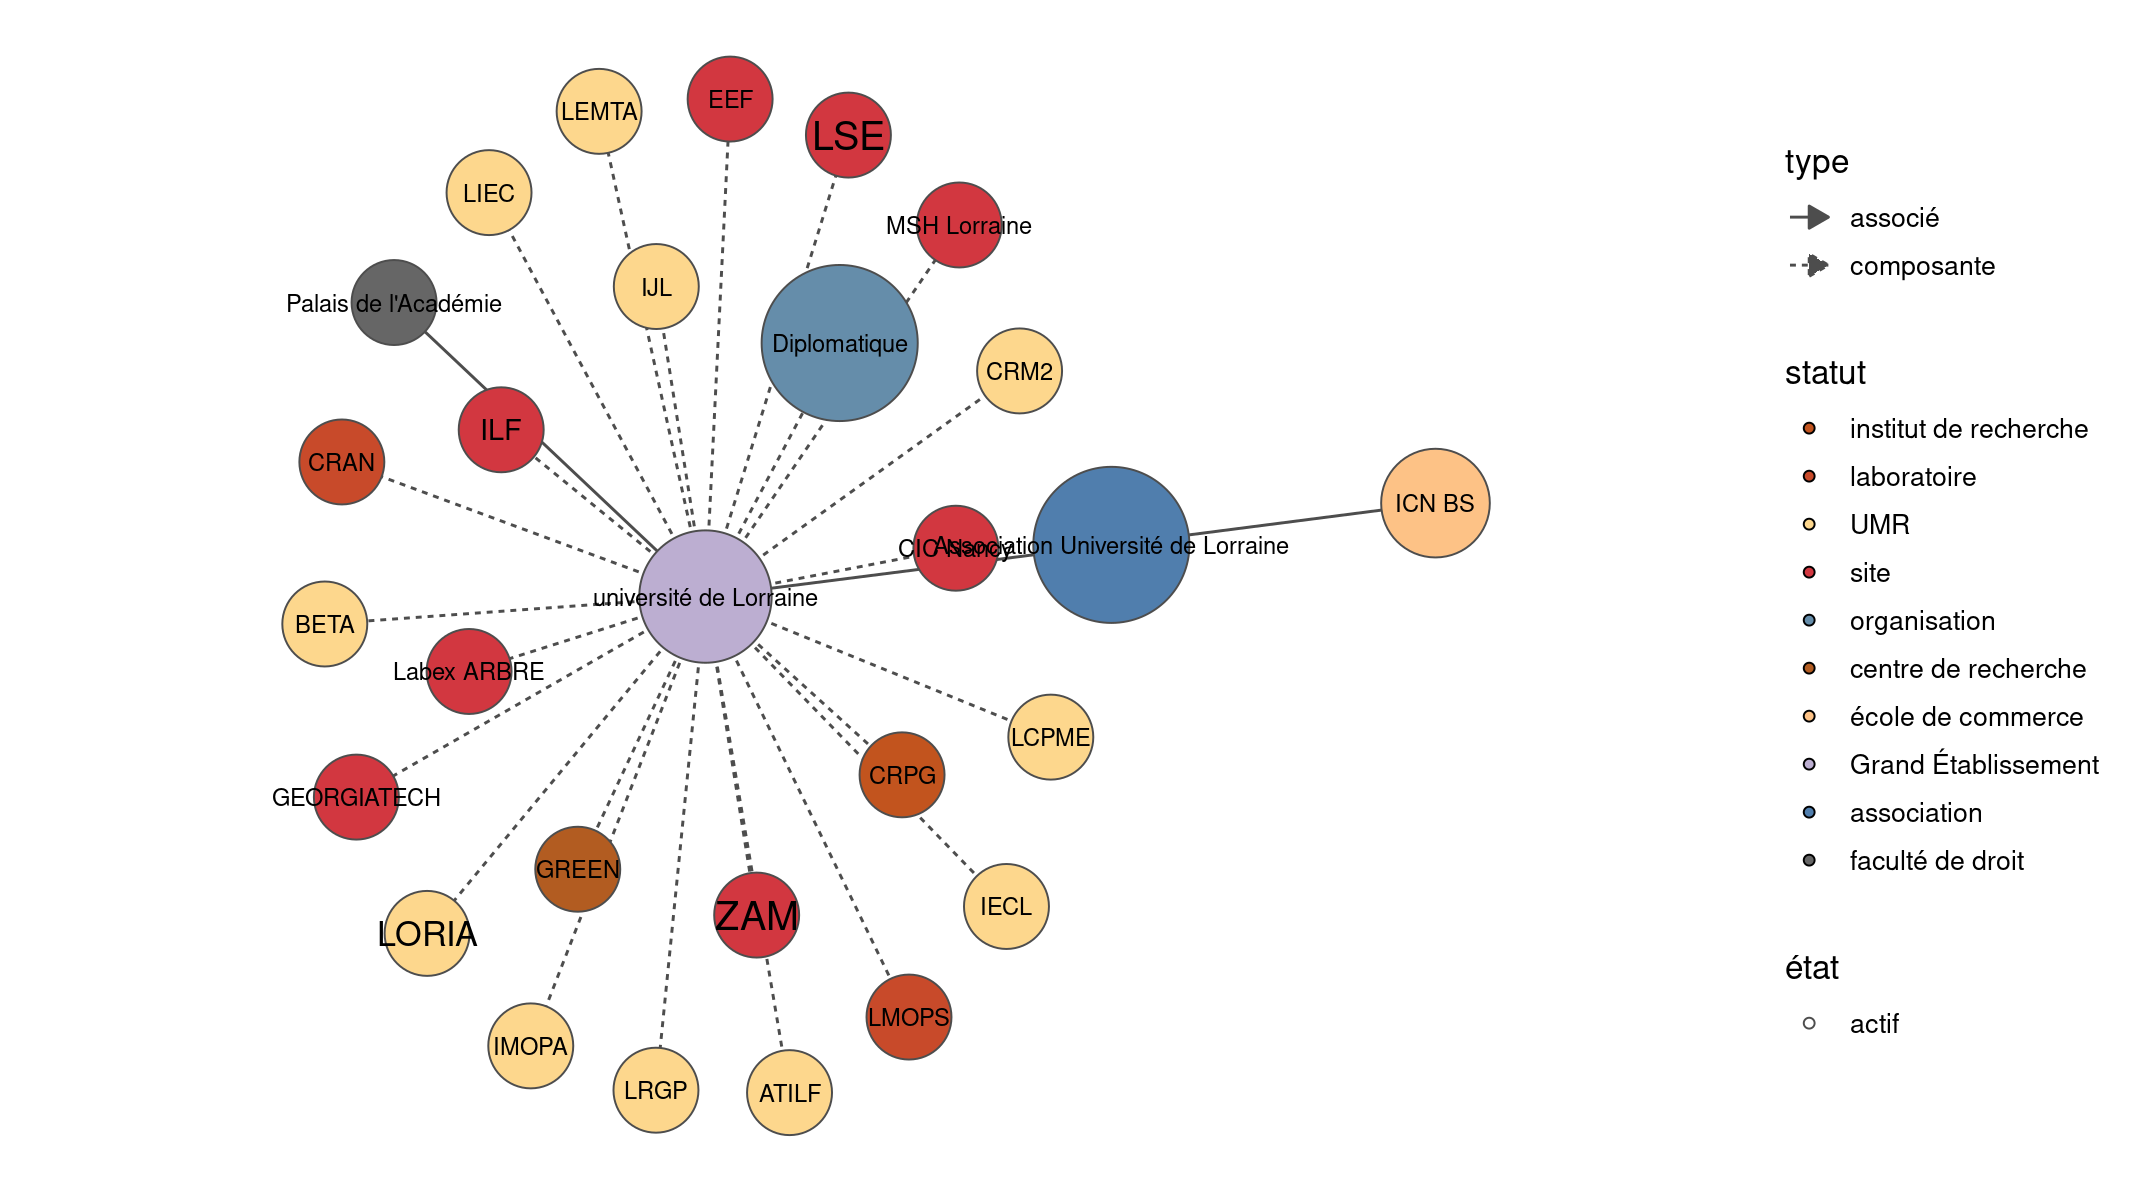 LEMTA
EEF
LSE
LIEC
MSH Lorraine
IJL
Palais de l'Académie
Diplomatique
CRM2
ILF
CRAN
ICN BS
CIC Nancy
Association Université de Lorraine
université de Lorraine
BETA
Labex ARBRE
LCPME
CRPG
GEORGIATECH
GREEN
IECL
ZAM
LORIA
LMOPS
IMOPA
LRGP
ATILF
type
associé
composante
statut
institut de recherche
laboratoire
UMR
site
organisation
centre de recherche
école de commerce
Grand Établissement
association
faculté de droit
état
actif